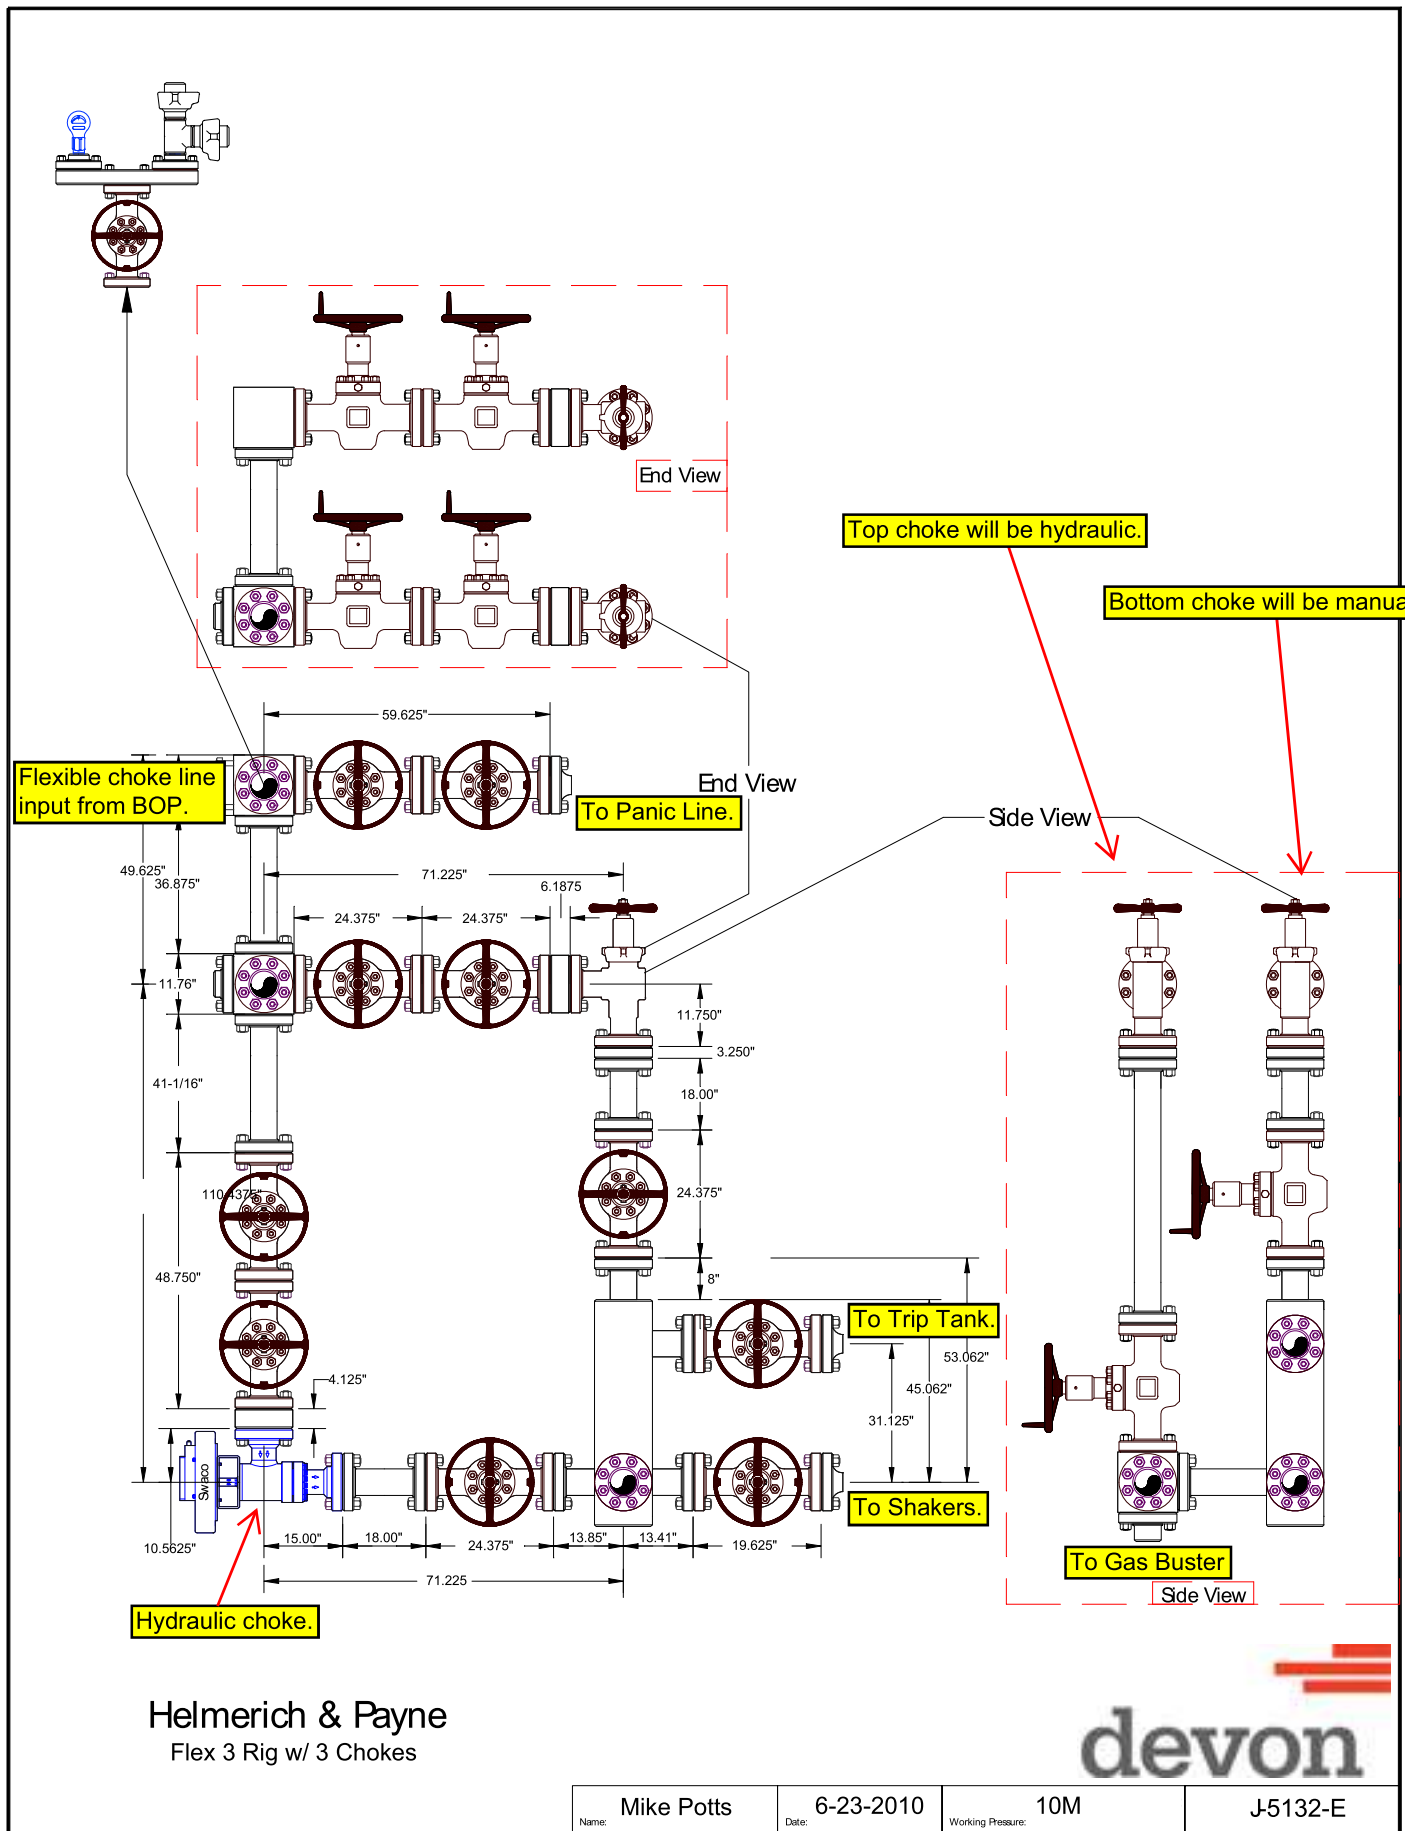 End View
Top choke will be hydraulic.
Bottom choke will be manua
59.625"
Flexible choke line
input from BOP.
End View
To Panic Line.
Side View
49.625"
36.875"
71.225"
6.1875
24.375"
24.375"
11.76"
11.750"
3.250"
41-1/16"
18.00"
110.4375"
24.375"
48.750"
8"
To Trip Tank.
53.062"
4.125"
45.062"
31.125"
Swaco
To Shakers.
10.5625"
15.00"
18.00"
24.375"
13.85"
13.41"
19.625"
71.225
To Gas Buster
Side View
Hydraulic choke.
Helmerich & Payne
Flex 3 Rig w/ 3 Chokes
devon
Name:
Mike Potts
Date:
6-23-2010
Working Pressure:
10M
J-5132-E